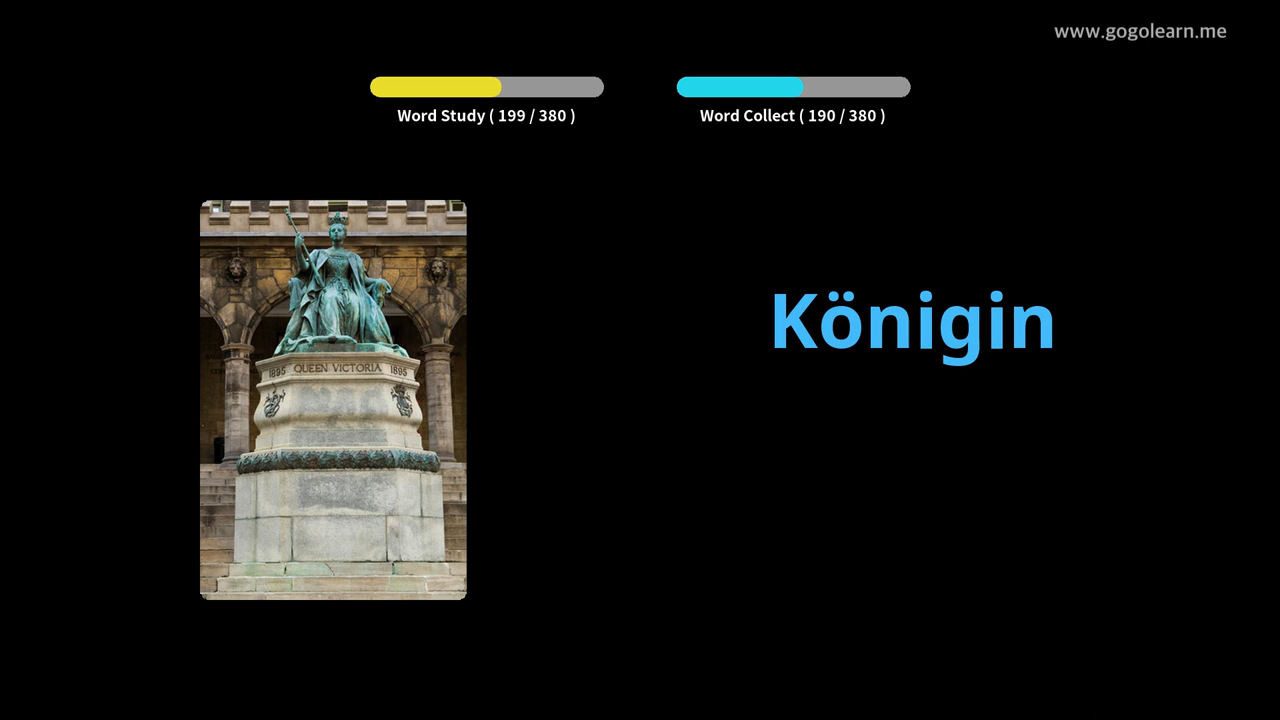 www.gogolearn.me
Word Study ( 199 / 380 )
Word Collect ( 190 / 380 )
Königin
1895 QUEEN VICTORIA 1895